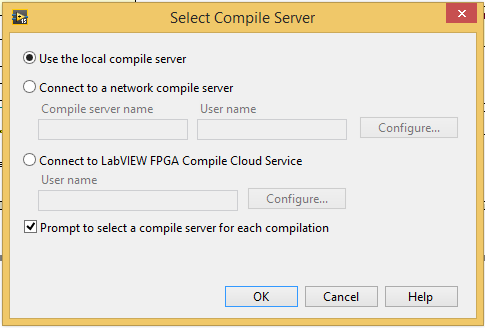 Select Compile Server
Use the local compile server
Connect to a network compile server
Compile server name User name
Configure...
Connect to LabVIEW FPGA Compile Cloud Service
User name
Configure...
Prompt to select a compile server for each compilation
OK Cancel Help